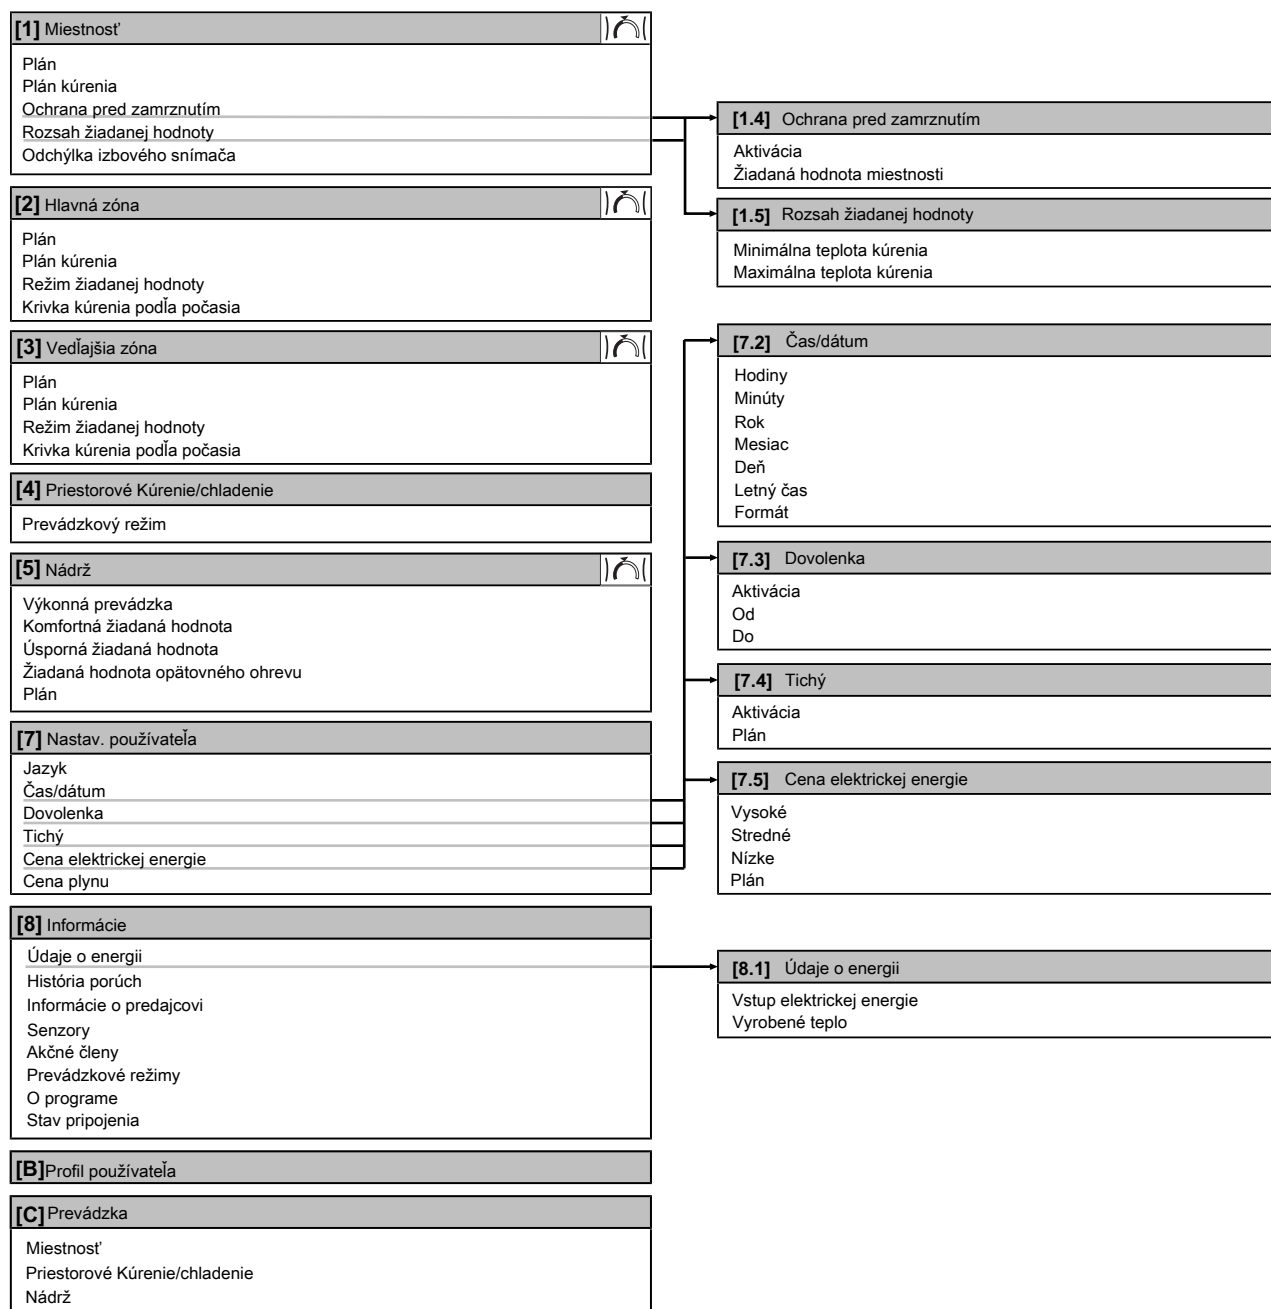 [1] Miestnosť
Plán
Plán kúrenia
Ochrana pred zamrznutím
Rozsah žiadanej hodnoty
Odchýlka izbového snímača
[2] Hlavná zóna
Plán
Plán kúrenia
Režim žiadanej hodnoty
Krivka kúrenia podľa počasia
[3] Vedľajšia zóna
Plán
Plán kúrenia
Režim žiadanej hodnoty
Krivka kúrenia podľa počasia
[4] Priestorové Kúrenie/chladenie
Prevádzkový režim
[5] Nádrž
Výkonná prevádzka
Komfortná žiadaná hodnota
Úsporná žiadaná hodnota
Žiadaná hodnota opätovného ohrevu
Plán
[7] Nastav. používateľa
Jazyk
Čas/dátum
Dovolenka
Tichý
Cena elektrickej energie
Cena plynu
[8] Informácie
Údaje o energii
História porúch
Informácie o predajcovi
Senzory
Akčné členy
Prevádzkové režimy
O programe
Stav pripojenia
[B] Profil používateľa
[C] Prevádzka
Miestnosť
Priestorové Kúrenie/chladenie
Nádrž
[1.4] Ochrana pred zamrznutím
Aktivácia
Žiadaná hodnota miestnosti
[1.5] Rozsah žiadanej hodnoty
Minimálna teplota kúrenia
Maximálna teplota kúrenia
[7.2] Čas/dátum
Hodiny
Minúty
Rok
Mesiac
Deň
Letný čas
Formát
[7.3] Dovolenka
Aktivácia
Od
Do
[7.4] Tichý
Aktivácia
Plán
[7.5] Cena elektrickej energie
Vysoké
Stredné
Nízke
Plán
[8.1] Údaje o energii
Vstup elektrickej energie
Vyrobené teplo